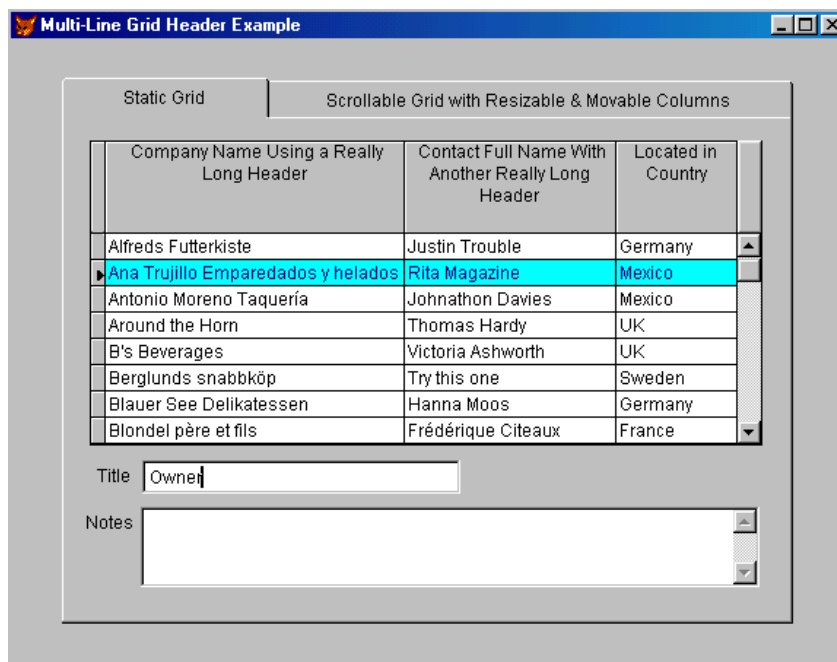 Multi-Line Grid Header Example
Static Grid
Scrollable Grid with Resizable & Movable Columns
Company Name Using a Really
Long Header
Contact Full Name With
Another Really Long
Header
Located in
Country
Alfreds Futterkiste Justin Trouble Germany
Ana Trujillo Emparedados y helados Rita Magazine Mexico
Antonio Moreno Taquería Johnathon Davies Mexico
Around the Horn Thomas Hardy UK
B's Beverages Victoria Ashworth UK
Berglunds snabbköp Try this one Sweden
Blauer See Delikatessen Hanna Moos Germany
Blondel père et fils Frédérique Citeaux France
Title Owner
Notes